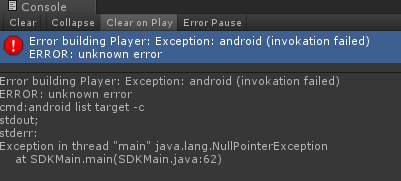 Console
Clear Collapse Clear on Play Error Pause
Error building Player: Exception: android (invokation failed)
ERROR: unknown error
Error building Player: Exception: android (invokation failed)
ERROR: unknown error
cmd:android list target -c
stdout;
stderr:
Exception in thread "main" java.lang.NullPointerException
at SDKMain.main(SDKMain.java:62)